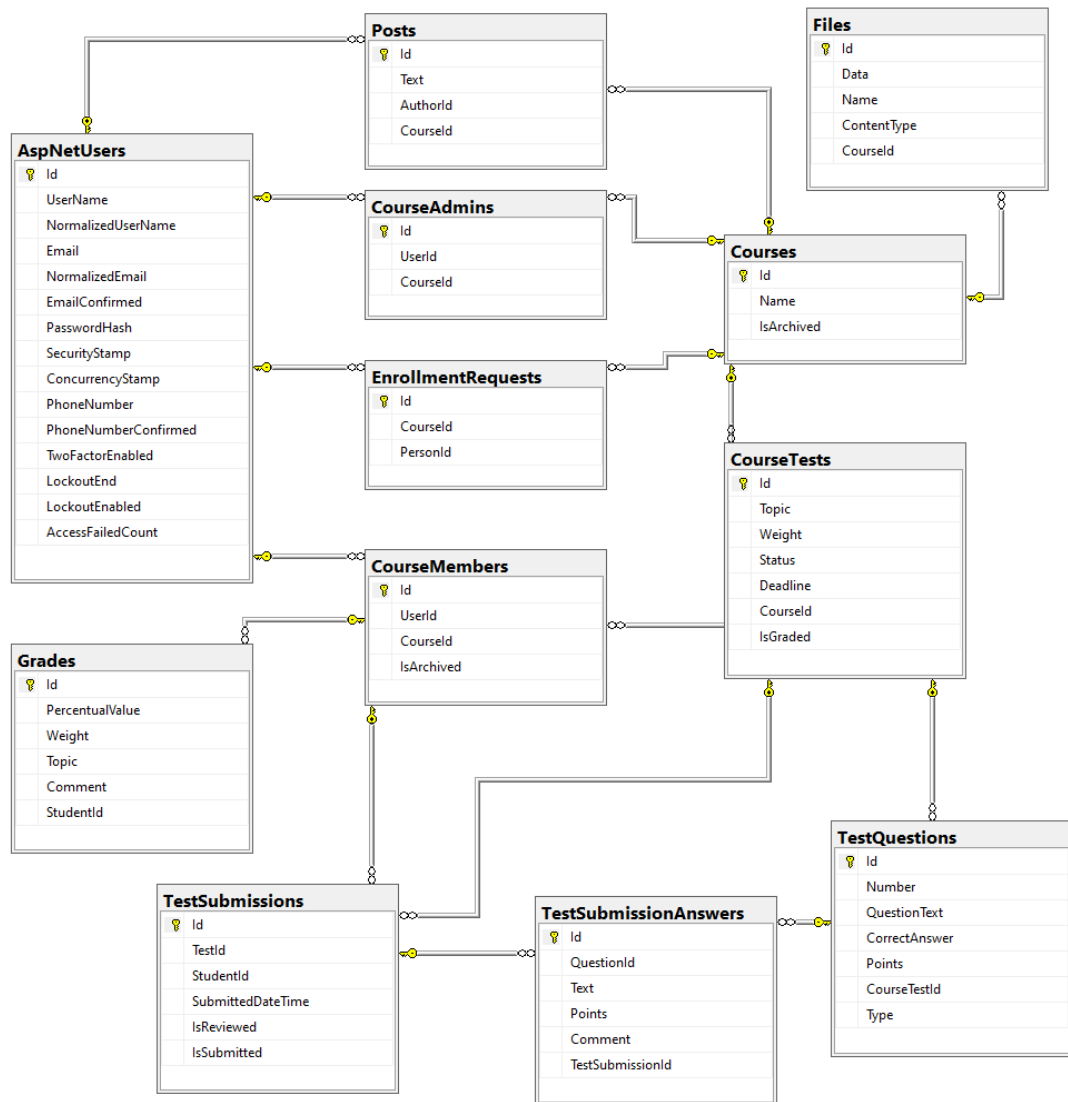 Posts
Id
Text
AuthorId
CourseId
Files
Id
Data
Name
ContentType
CourseId
AspNetUsers
Id
UserName
NormalizedUserName
Email
NormalizedEmail
EmailConfirmed
PasswordHash
SecurityStamp
ConcurrencyStamp
PhoneNumber
PhoneNumberConfirmed
TwoFactorEnabled
LockoutEnd
LockoutEnabled
AccessFailedCount
CourseAdmins
Id
UserId
CourseId
Courses
Id
Name
IsArchived
EnrollmentRequests
Id
CourseId
PersonId
CourseTests
Id
Topic
Weight
Status
Deadline
CourseId
IsGraded
CourseMembers
Id
UserId
CourseId
IsArchived
Grades
Id
PercentualValue
Weight
Topic
Comment
StudentId
TestQuestions
Id
Number
QuestionText
CorrectAnswer
Points
CourseTestId
Type
TestSubmissions
Id
TestId
StudentId
SubmittedDateTime
IsReviewed
IsSubmitted
TestSubmissionAnswers
Id
QuestionId
Text
Points
Comment
TestSubmissionId